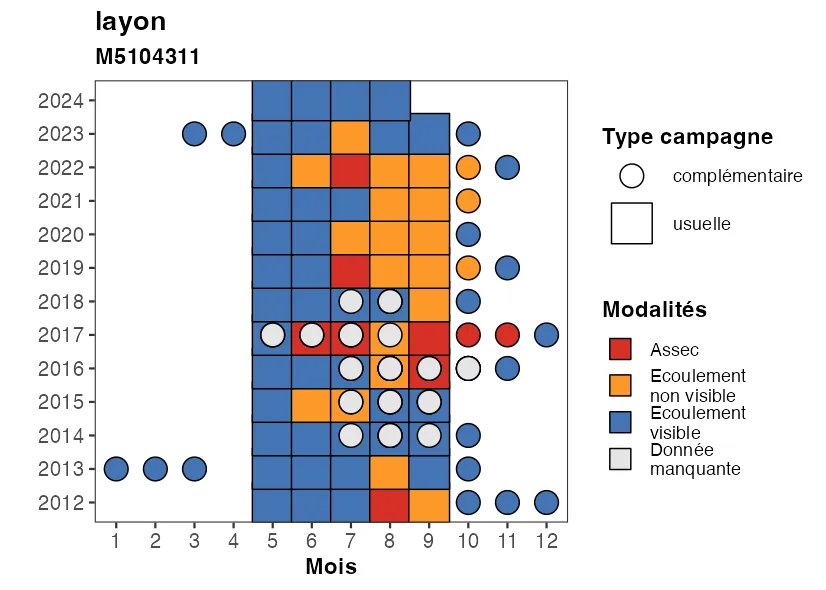 layon
M5104311
2024
2023
2022
2021
2020
2019
2018
2017
2016
2015
2014
2013
2012
1 2 3 4 5 6 7 8 9 10 11 12
Mois
Type campagne
complémentaire
usuelle
Modalités
Assec
Ecoulement
non visible
Ecoulement
visible
Donnée
manquante